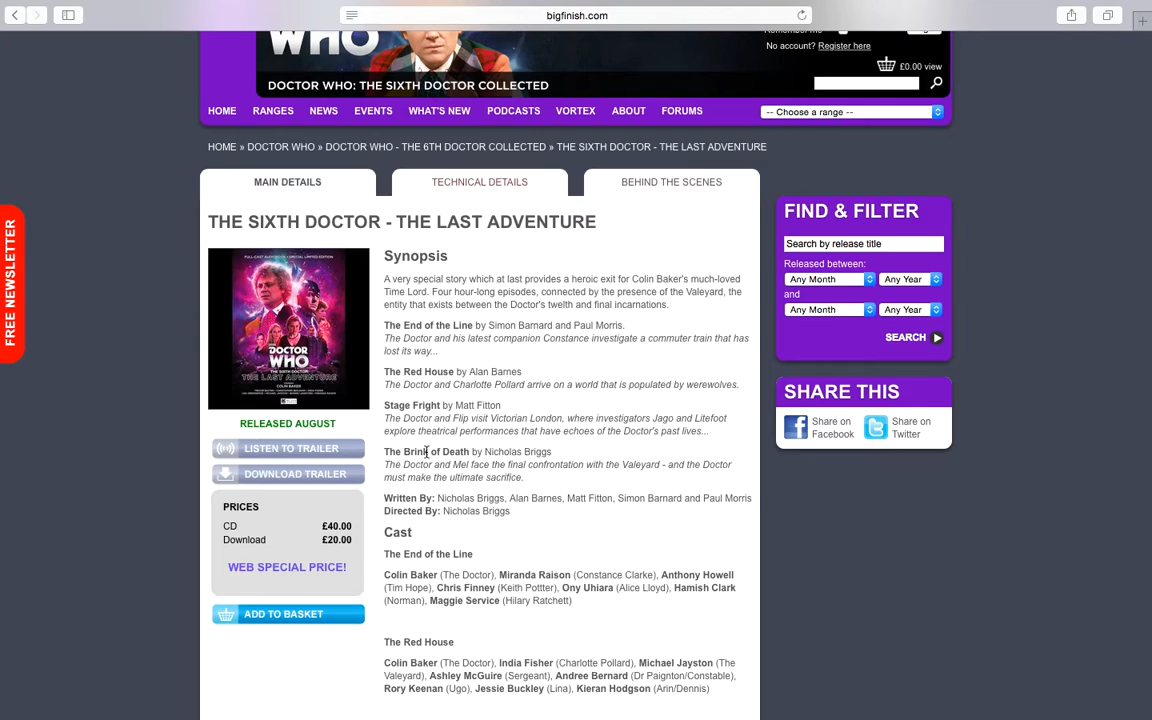 bigfinish.com
WHO
No account? Register here
£0.00 view
DOCTOR WHO: THE SIXTH DOCTOR COLLECTED
HOME RANGES NEWS EVENTS WHAT'S NEW PODCASTS VORTEX ABOUT FORUMS -- Choose a range --
HOME » DOCTOR WHO » DOCTOR WHO - THE 6TH DOCTOR COLLECTED » THE SIXTH DOCTOR - THE LAST ADVENTURE
MAIN DETAILS TECHNICAL DETAILS BEHIND THE SCENES
FREE NEWSLETTER
THE SIXTH DOCTOR - THE LAST ADVENTURE
DOCTOR
WHO
THE SIXTH DOCTOR
THE LAST ADVENTURE
COLIN BAKER
RELEASED AUGUST
LISTEN TO TRAILER
DOWNLOAD TRAILER
PRICES
CD £40.00
Download £20.00
WEB SPECIAL PRICE!
ADD TO BASKET
Synopsis
A very special story which at last provides a heroic exit for Colin Baker's much-loved
Time Lord. Four hour-long episodes, connected by the presence of the Valeyard, the
entity that exists between the Doctor's twelth and final incarnations.
The End of the Line by Simon Barnard and Paul Morris.
The Doctor and his latest companion Constance investigate a commuter train that has
lost its way...
The Red House by Alan Barnes
The Doctor and Charlotte Pollard arrive on a world that is populated by werewolves.
Stage Fright by Matt Fitton
The Doctor and Flip visit Victorian London, where investigators Jago and Litefoot
explore theatrical performances that have echoes of the Doctor's past lives...
The Brink of Death by Nicholas Briggs
The Doctor and Mel face the final confrontation with the Valeyard - and the Doctor
must make the ultimate sacrifice.
Written By: Nicholas Briggs, Alan Barnes, Matt Fitton, Simon Barnard and Paul Morris
Directed By: Nicholas Briggs
Cast
The End of the Line
Colin Baker (The Doctor), Miranda Raison (Constance Clarke), Anthony Howell
(Tim Hope), Chris Finney (Keith Pottter), Ony Uhiara (Alice Lloyd), Hamish Clark
(Norman), Maggie Service (Hilary Ratchett)
The Red House
Colin Baker (The Doctor), India Fisher (Charlotte Pollard), Michael Jayston (The
Valeyard), Ashley McGuire (Sergeant), Andree Bernard (Dr Paignton/Constable),
Rory Keenan (Ugo), Jessie Buckley (Lina), Kieran Hodgson (Arin/Dennis)
FIND & FILTER
Search by release title
Released between:
Any Month Any Year
and
Any Month Any Year
SEARCH
SHARE THIS
Share on
Facebook
Share on
Twitter